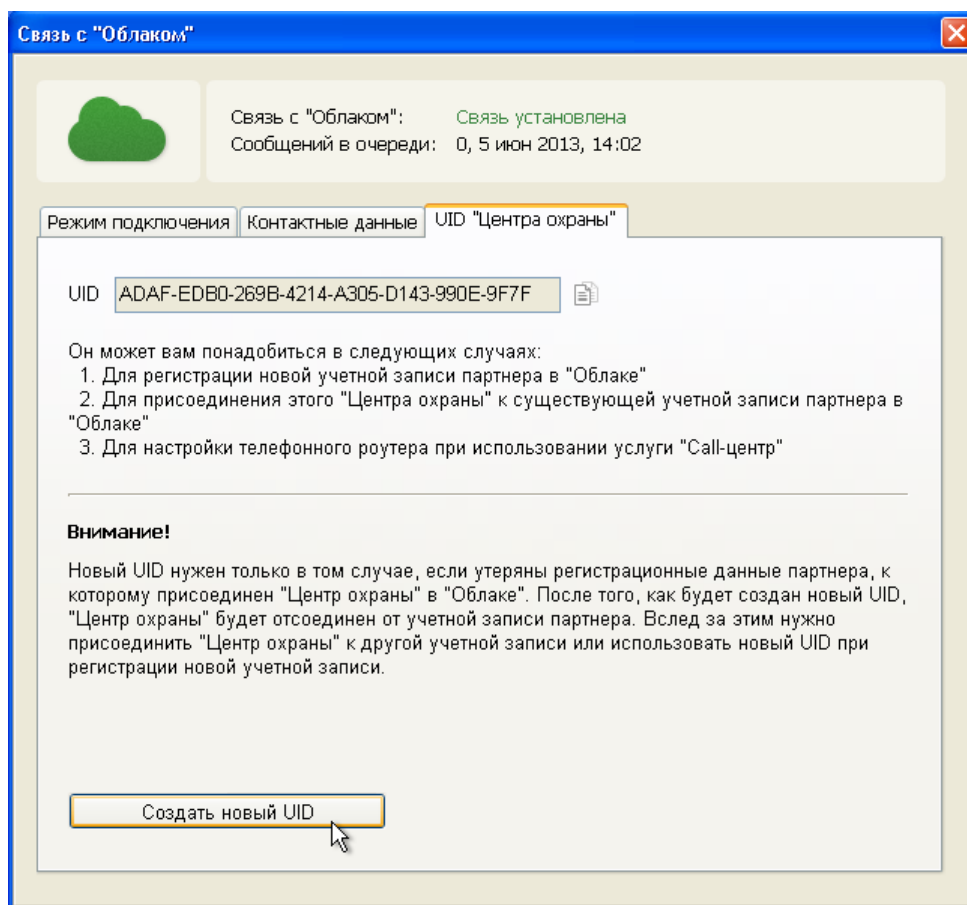 Связь с "Облаком"
Связь с "Облаком": Связь установлена
Сообщений в очереди: 0, 5 июн 2013, 14:02
Режим подключения Контактные данные UID "Центра охраны"
UID ADAF-EDB0-269B-4214-A305-D143-990E-9F7F
Он может вам понадобиться в следующих случаях:
1. Для регистрации новой учетной записи партнера в "Облаке"
2. Для присоединения этого "Центра охраны" к существующей учетной записи партнера в
"Облаке"
3. Для настройки телефонного роутера при использовании услуги "Call-центр"
Внимание!
Новый UID нужен только в том случае, если утеряны регистрационные данные партнера, к
которому присоединен "Центр охраны" в "Облаке". После того, как будет создан новый UID,
"Центр охраны" будет отсоединен от учетной записи партнера. Вслед за этим нужно
присоединить "Центр охраны" к другой учетной записи или использовать новый UID при
регистрации новой учетной записи.
Создать новый UID